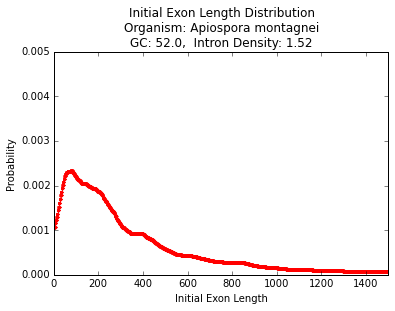 Initial Exon Length Distribution
Organism: Apiospora montagnei
GC: 52.0,  Intron Density: 1.52
0.005
0.004
0.003
0.002
0.001
0.000
Probability
0 200 400 600 800 1000 1200 1400
Initial Exon Length